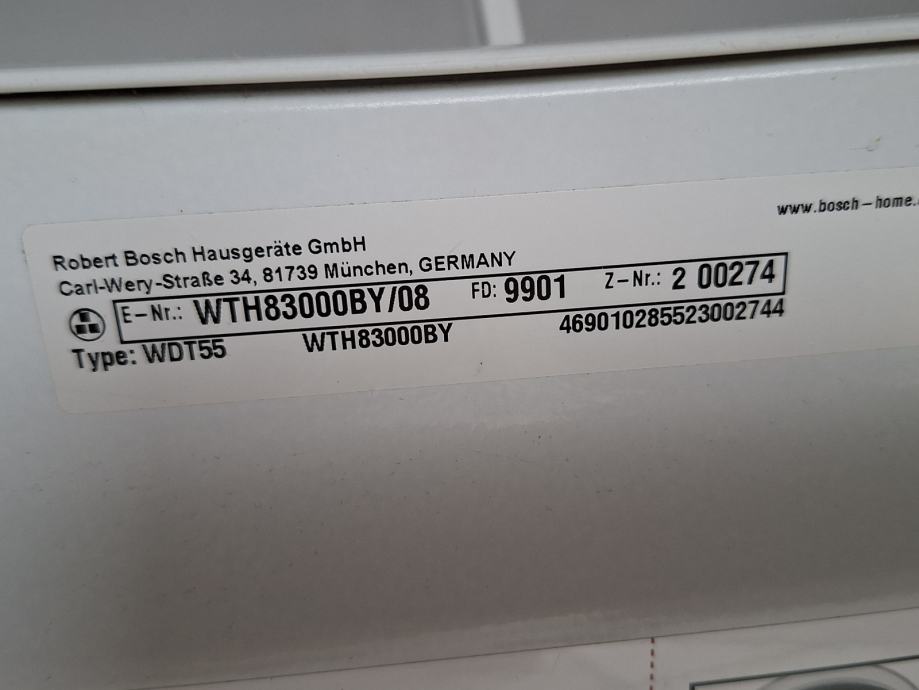 www.bosch-home.
Robert Bosch Hausgeräte GmbH
Carl-Wery-Straße 34, 81739 München, GERMANY
E-Nr.: WTH83000BY/08 FD: 9901 Z-Nr.: 2 00274
Type: WDT55 WTH83000BY 469010285523002744